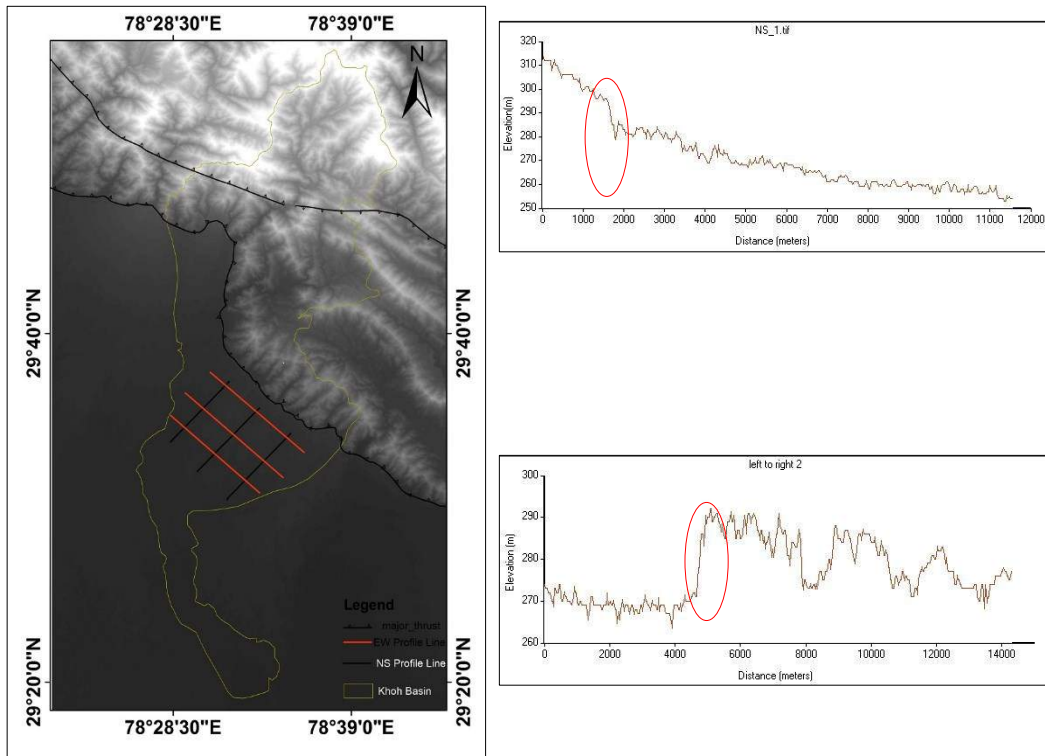 78°28'30"E 78°39'0"E
N
29°40'0"N 29°40'0"N
29°20'0"N 29°20'0"N
Legend
major_thrust
EW Profile Line
NS Profile Line
Khoh Basin
78°28'30"E 78°39'0"E
NS_1.tif
Elevation(m)
320
310
300
290
280
270
260
250
0 1000 2000 3000 4000 5000 6000 7000 8000 9000 10000 11000 12000
Distance (meters)
left to right 2
Elevation (m)
300
290
280
270
260
0 2000 4000 6000 8000 10000 12000 14000
Distance (meters)